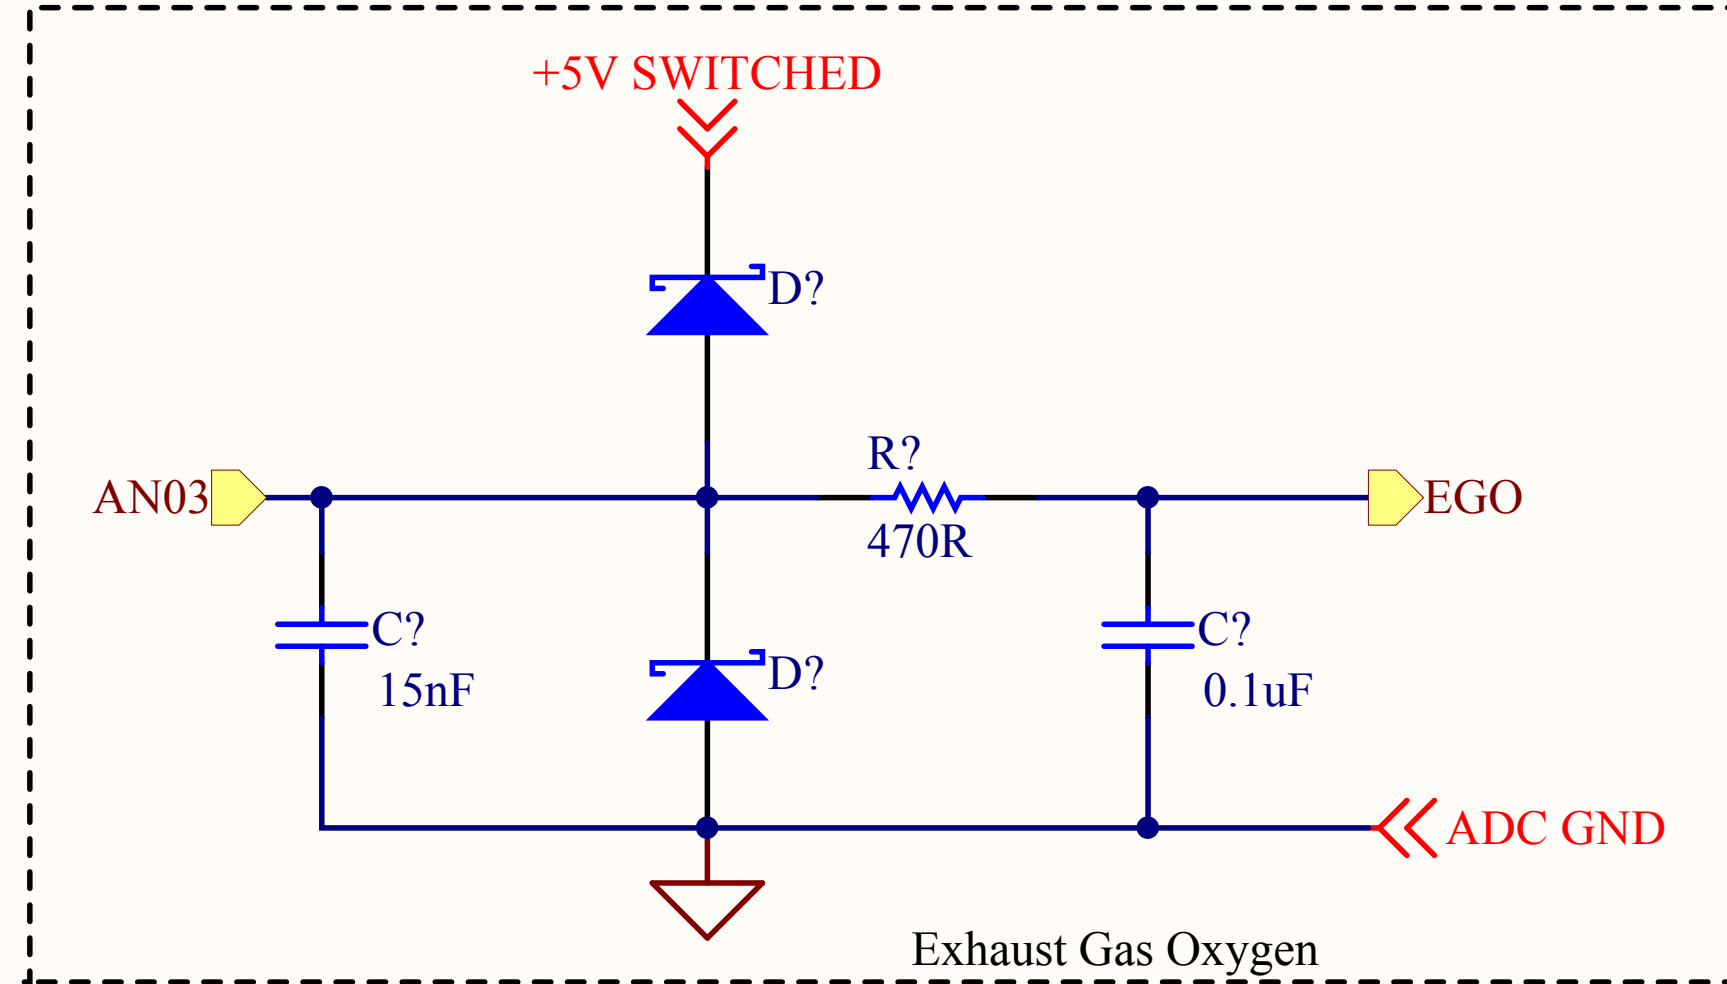 +5V SWITCHED
D?
R?
AN03
EGO
470R
C?
C?
D?
15nF
0.1uF
ADC GND
Exhaust Gas Oxygen